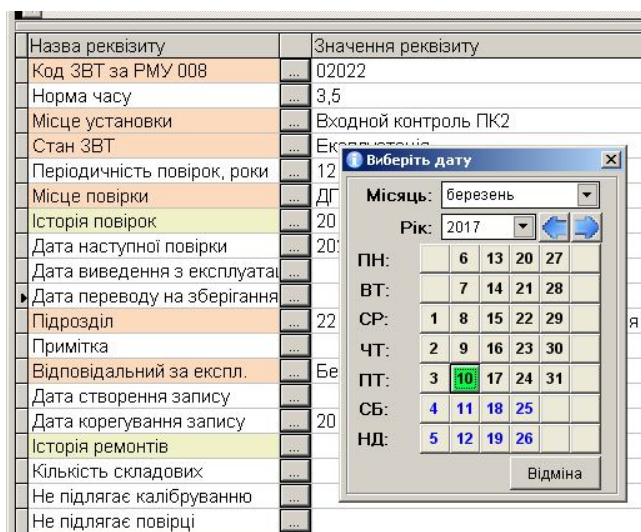 Назва реквізиту Значення реквізиту
Код ЗВТ за РМУ 008 ... 02022
Норма часу ... 3,5
Місце установки ... Входной контроль ПК2
Стан ЗВТ ...
Періодичність повірок, роки ... 12
Місце повірки ...
Історія повірок ... 20
Дата наступної повірки ... 20
Дата виведення з експлуатац ...
Дата переводу на зберігання ...
Підрозділ ... 22 я
Примітка ...
Відповідальний за експл. ... Бе
Дата створення запису ...
Дата корегування запису ... 20
Історія ремонтів ...
Кількість складових ...
Не підлягає калібруванню ...
Не підлягає повірці ...
Виберіть дату
Місяць: березень
Рік: 2017
ПН: 6 13 20 27
ВТ: 7 14 21 28
СР: 1 8 15 22 29
ЧТ: 2 9 16 23 30
ПТ: 3 10 17 24 31
СБ: 4 11 18 25
НД: 5 12 19 26
Відміна